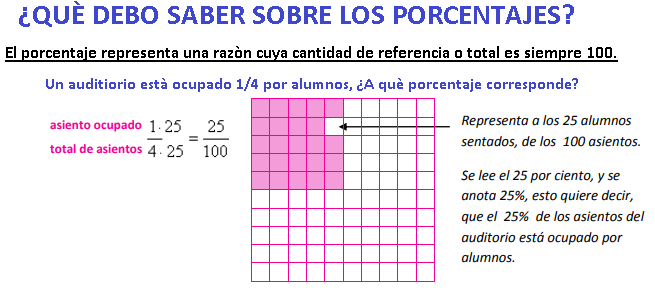 ¿QUÈ DEBO SABER SOBRE LOS PORCENTAJES?
El porcentaje representa una razòn cuya cantidad de referencia o total es siempre 100.
Un auditiorio està ocupado 1/4 por alumnos, ¿A què porcentaje corresponde?
asiento ocupado 1·25 = 25
total de asientos 4·25 100
Representa a los 25 alumnos
sentados, de los 100 asientos.
Se lee el 25 por ciento, y se
anota 25%, esto quiere decir,
que el 25% de los asientos del
auditorio está ocupado por
alumnos.